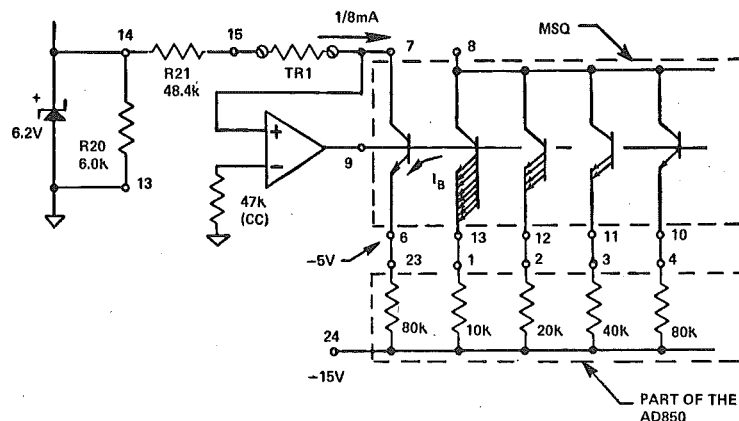 1/8mA
14
15
7
8
MSQ
R21
48.4k
TR1
+
6.2V
R20
6.0k
+
−
9
I_B
13
47k
(CC)
−5V
6
13
12
11
10
23
1
2
3
4
80k
10k
20k
40k
80k
24
−15V
PART OF THE
AD850